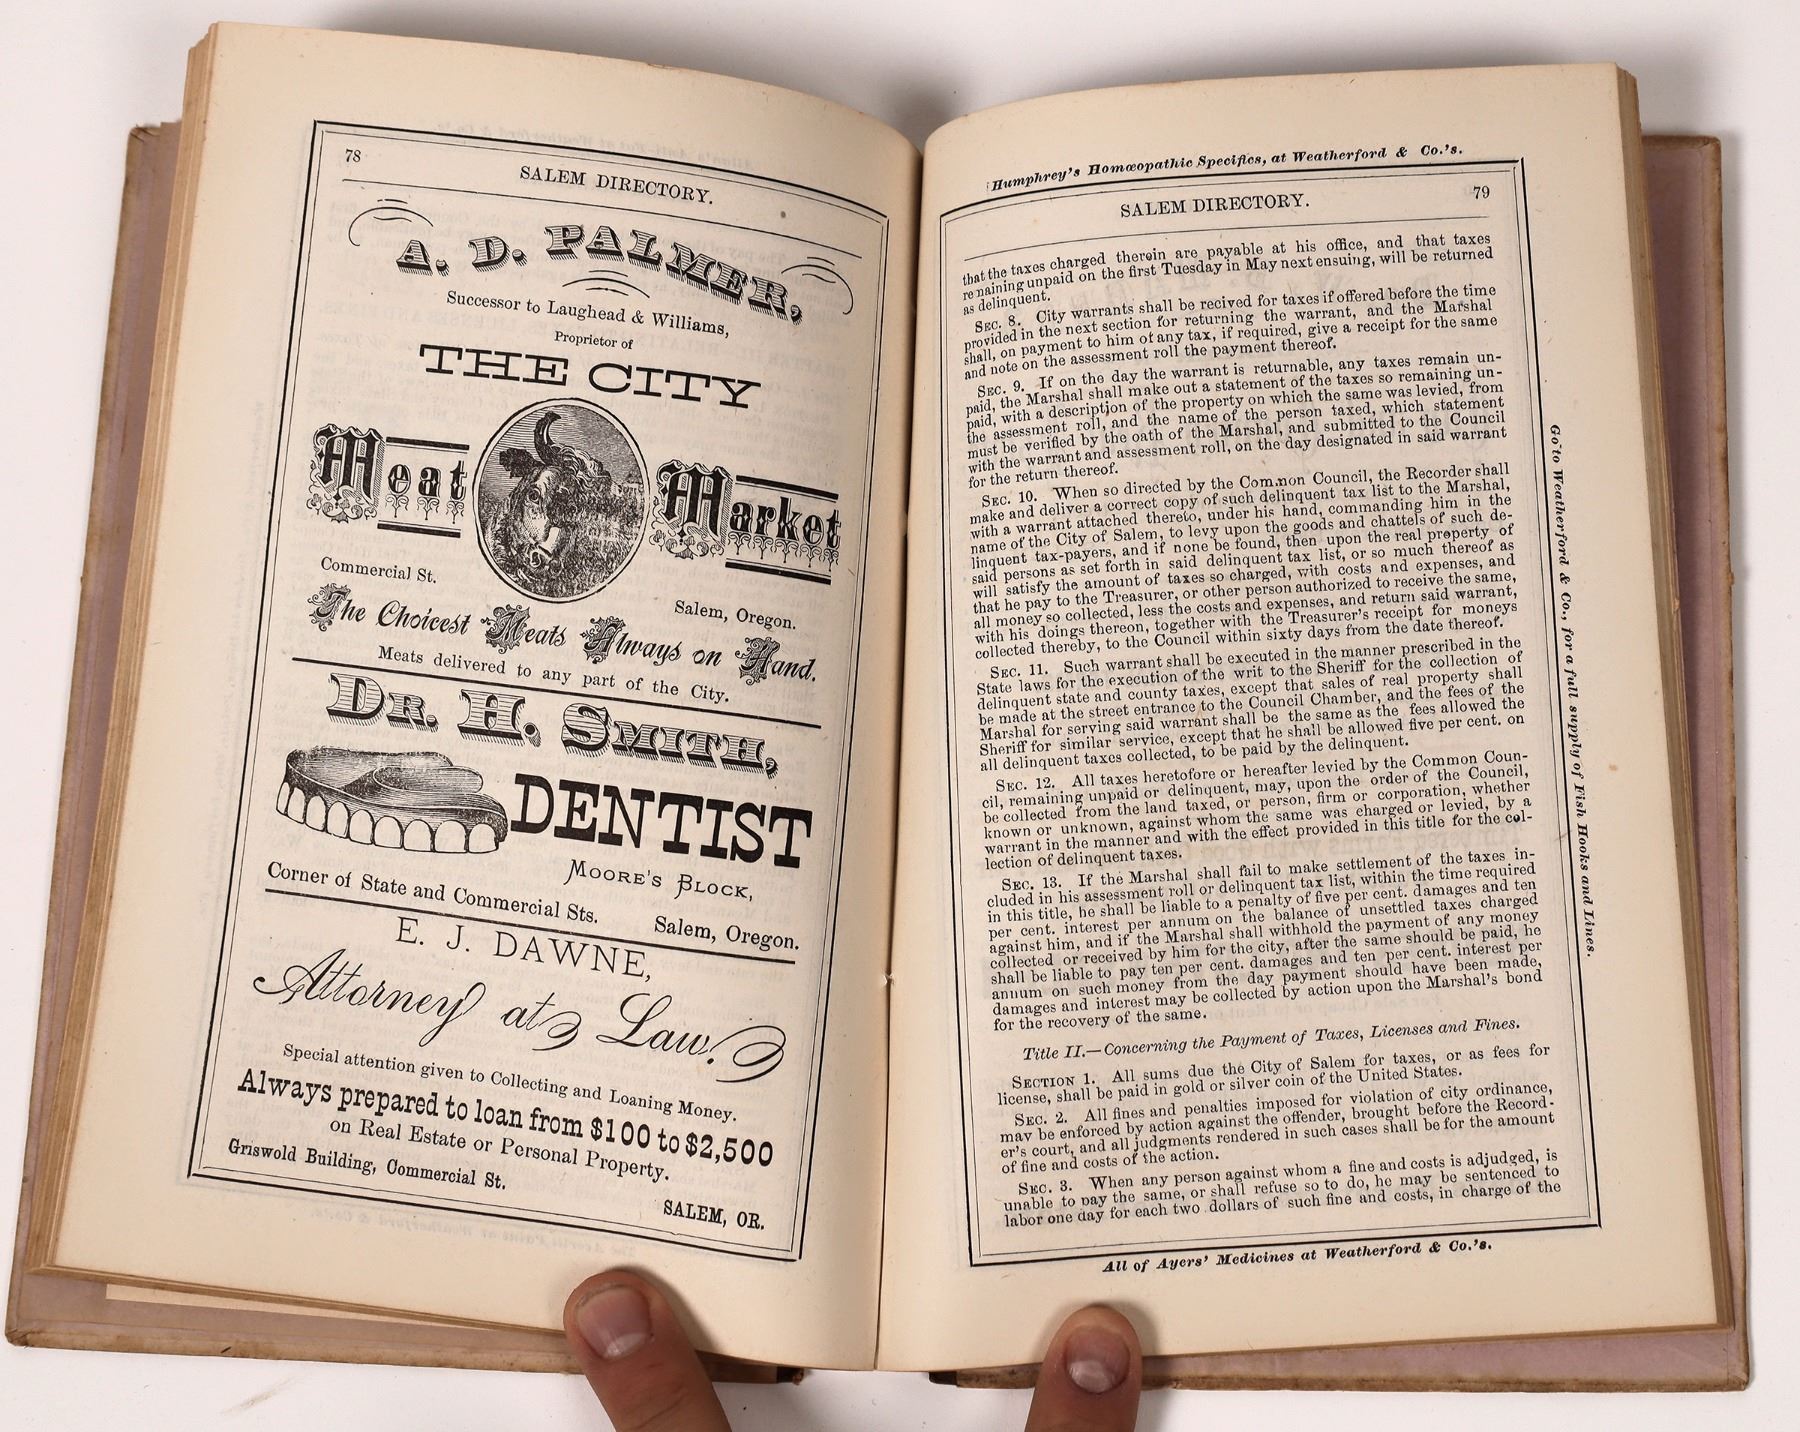 78
SALEM DIRECTORY.
A. D. PALMER,
Successor to Laughead & Williams,
Proprietor of
THE CITY
Meat Market
Commercial St.
Salem, Oregon.
The Choicest Meats Always on Hand.
Meats delivered to any part of the City.
DR. H. SMITH,
DENTIST
MOORE'S BLOCK,
Corner of State and Commercial Sts.
Salem, Oregon.
E. J. DAWNE,
Attorney at Law.
Special attention given to Collecting and Loaning Money.
Always prepared to loan from $100 to $2,500
on Real Estate or Personal Property.
Griswold Building, Commercial St.
SALEM, OR.
Humphrey's Homœopathic Specifics, at Weatherford & Co.'s.
SALEM DIRECTORY.
79
that the taxes charged therein are payable at his office, and that taxes
remaining unpaid on the first Tuesday in May next ensuing, will be returned
as delinquent.
SEC. 8. City warrants shall be recived for taxes if offered before the time
provided in the next section for returning the warrant, and the Marshal
shall, on payment to him of any tax, if required, give a receipt for the same
and note on the assessment roll the payment thereof.
SEC. 9. If on the day the warrant is returnable, any taxes remain un-
paid, the Marshal shall make out a statement of the taxes so remaining un-
paid, with a description of the property on which the same was levied, from
the assessment roll, and the name of the person taxed, which statement
must be verified by the oath of the Marshal, and submitted to the Council
with the warrant and assessment roll, on the day designated in said warrant
for the return thereof.
SEC. 10. When so directed by the Common Council, the Recorder shall
make and deliver a correct copy of such delinquent tax list to the Marshal,
with a warrant attached thereto, under his hand, commanding him in the
name of the City of Salem, to levy upon the goods and chattels of such de-
linquent tax-payers, and if none be found, then upon the real property of
said persons as set forth in said delinquent tax list, or so much thereof as
will satisfy the amount of taxes so charged, with costs and expenses, and
that he pay to the Treasurer, or other person authorized to receive the same,
all money so collected, less the costs and expenses, and return said warrant,
with his doings thereon, together with the Treasurer's receipt for moneys
collected thereby, to the Council within sixty days from the date thereof.
SEC. 11. Such warrant shall be executed in the manner prescribed in the
State laws for the execution of the writ to the Sheriff for the collection of
delinquent state and county taxes, except that sales of real property shall
be made at the street entrance to the Council Chamber, and the fees of the
Marshal for serving said warrant shall be the same as the fees allowed the
Sheriff for similar service, except that he shall be allowed five per cent. on
all delinquent taxes collected, to be paid by the delinquent.
SEC. 12. All taxes heretofore or hereafter levied by the Common Coun-
cil, remaining unpaid or delinquent, may, upon the order of the Council,
be collected from the land taxed, or person, firm or corporation, whether
known or unknown, against whom the same was charged or levied, by a
warrant in the manner and with the effect provided in this title for the col-
lection of delinquent taxes.
SEC. 13. If the Marshal shall fail to make settlement of the taxes in-
cluded in his assessment roll or delinquent tax list, within the time required
in this title, he shall be liable to a penalty of five per cent. damages and ten
per cent. interest per annum on the balance of unsettled taxes charged
against him, and if the Marshal shall withhold the payment of any money
collected or received by him for the city, after the same should be paid, he
shall be liable to pay ten per cent. damages and ten per cent. interest per
annum on such money from the day payment should have been made,
damages and interest may be collected by action upon the Marshal's bond
for the recovery of the same.
Title II.—Concerning the Payment of Taxes, Licenses and Fines.
SECTION 1. All sums due the City of Salem for taxes, or as fees for
license, shall be paid in gold or silver coin of the United States.
SEC. 2. All fines and penalties imposed for violation of city ordinance,
may be enforced by action against the offender, brought before the Record-
er's court, and all judgments rendered in such cases shall be for the amount
of fine and costs of the action.
SEC. 3. When any person against whom a fine and costs is adjudged, is
unable to pay the same, or shall refuse so to do, he may be sentenced to
labor one day for each two dollars of such fine and costs, in charge of the
All of Ayers' Medicines at Weatherford & Co.'s.
Go to Weatherford & Co., for a full supply of Fish Hooks and Lines.